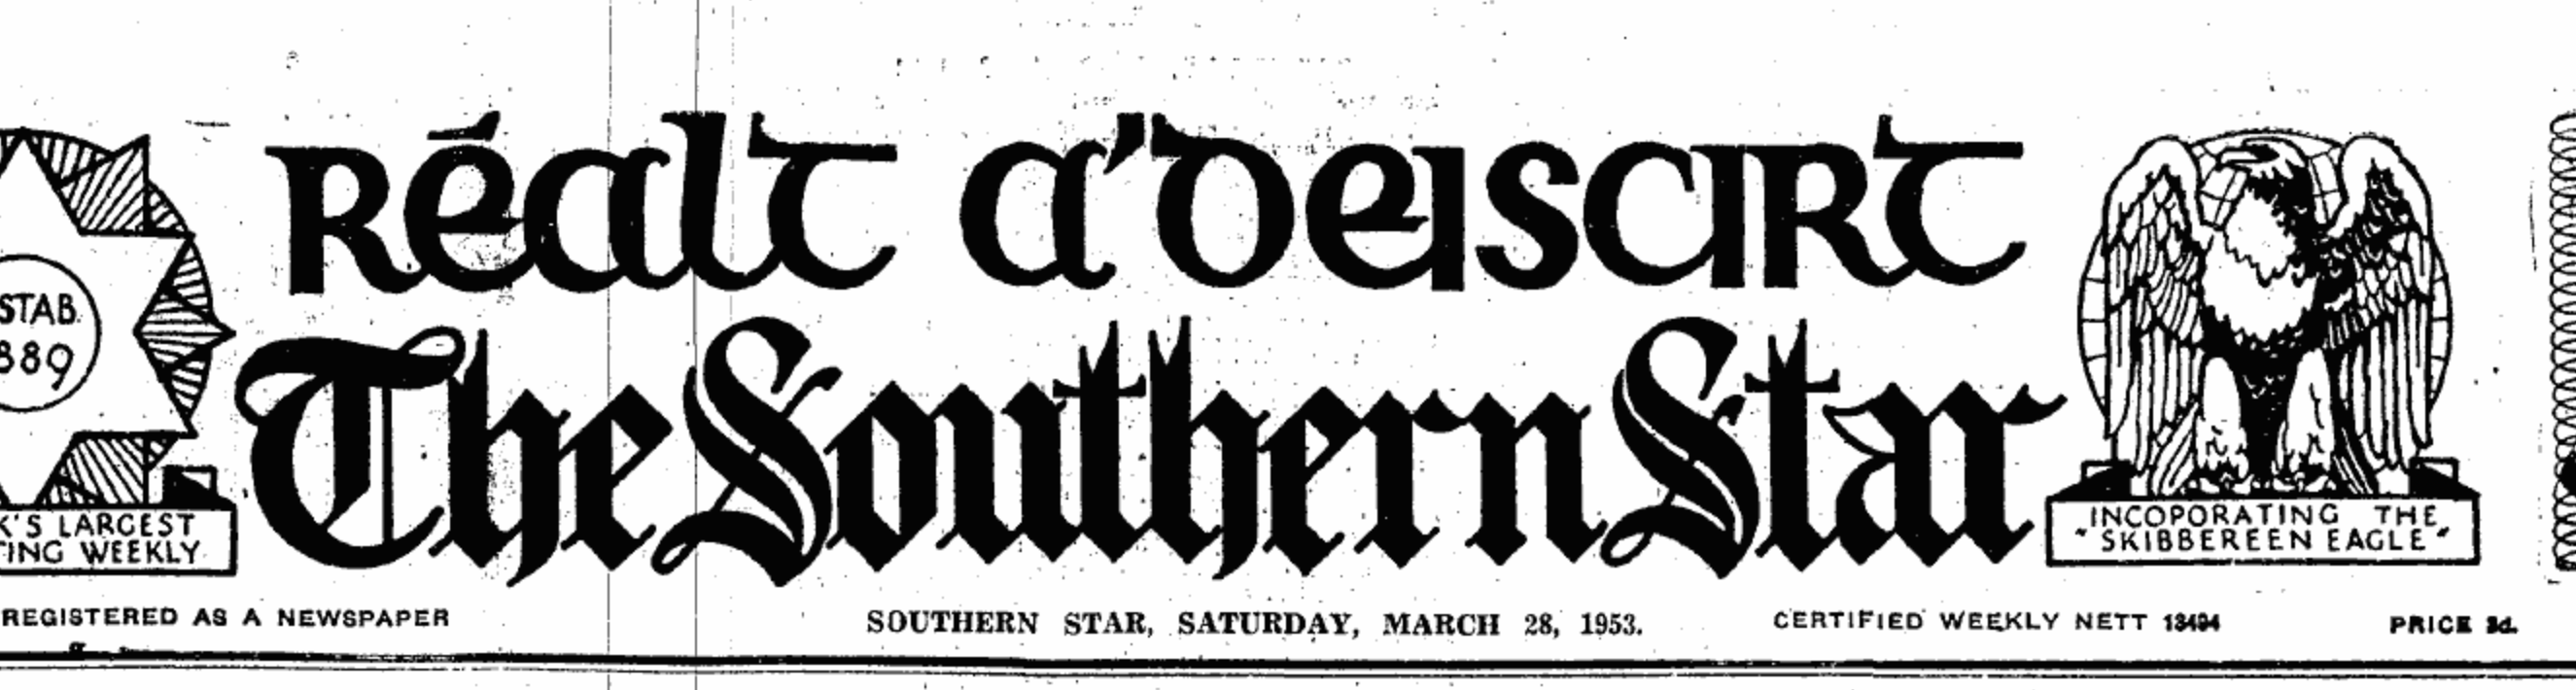 Réalt a'Deiscirt
The Southern Star
STAB.
889
K'S LARGEST
TING WEEKLY
INCOPORATING THE
"SKIBBEREEN EAGLE"
REGISTERED AS A NEWSPAPER
SOUTHERN STAR, SATURDAY, MARCH 28, 1953.
CERTIFIED WEEKLY NETT 13494
PRICE 3d.